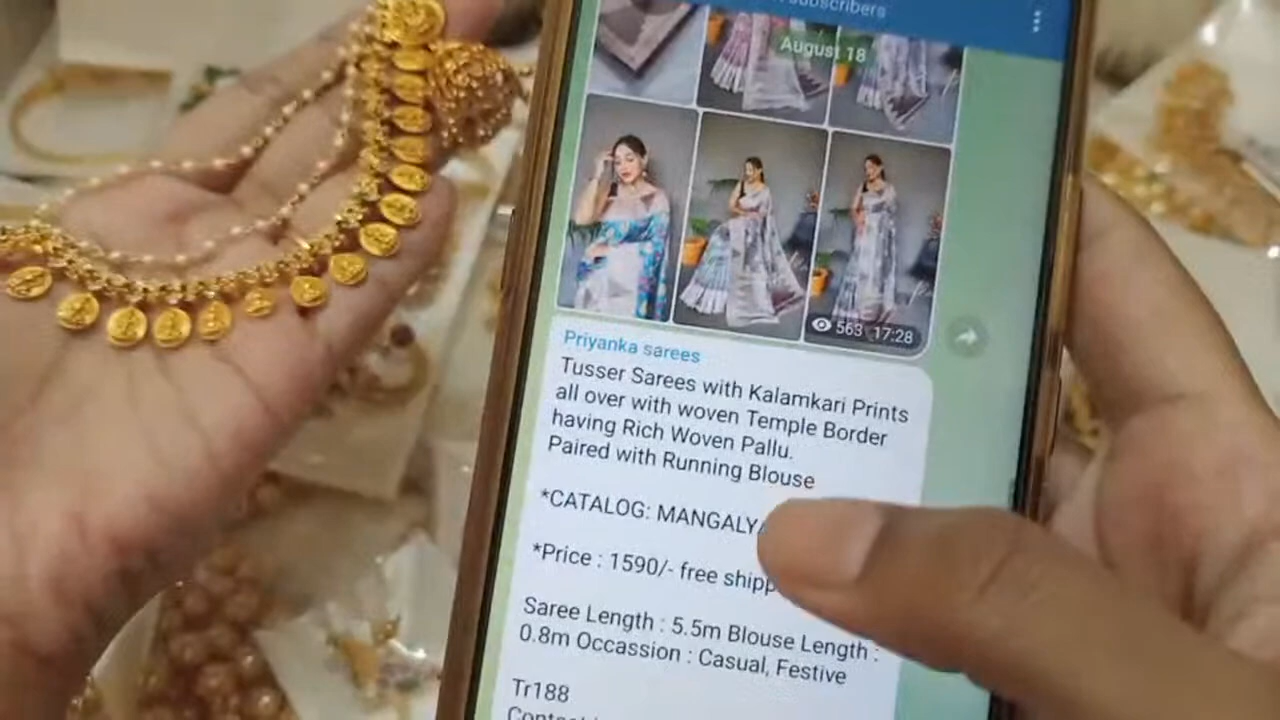 subscribers
August 18
563 17:28
Priyanka sarees
Tusser Sarees with Kalamkari Prints
all over with woven Temple Border
having Rich Woven Pallu.
Paired with Running Blouse
*CATALOG:
*Price : 1590/- free
Saree Length : 5.5m Blouse Length :
0.8m Occassion : Casual, Festive
Tr188